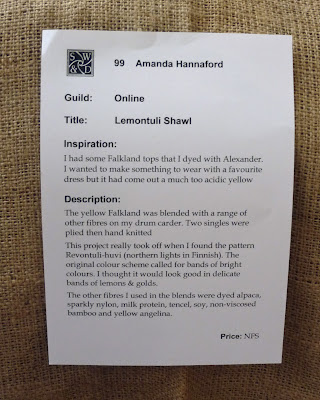 S W
& D
99 Amanda Hannaford
Guild: Online
Title: Lemontuli Shawl
Inspiration:
I had some Falkland tops that I dyed with Alexander.
I wanted to make something to wear with a favourite
dress but it had come out a much too acidic yellow
Description:
The yellow Falkland was blended with a range of
other fibres on my drum carder. Two singles were
plied then hand knitted
This project really took off when I found the pattern
Revontuli-huvi (northern lights in Finnish). The
original colour scheme called for bands of bright
colours. I thought it would look good in delicate
bands of lemons & golds.
The other fibres I used in the blends were dyed alpaca,
sparkly nylon, milk protein, tencel, soy, non-viscosed
bamboo and yellow angelina.
Price: NFS